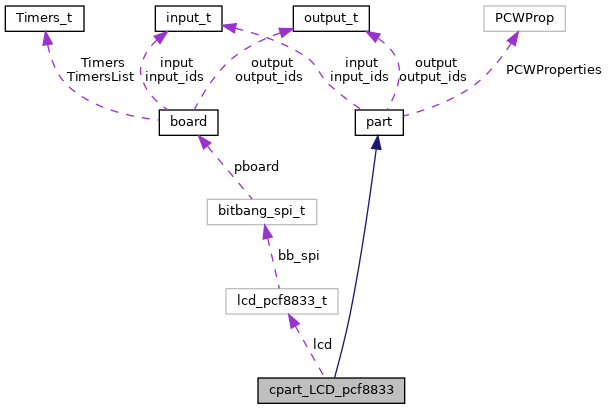 Timers_t
input_t
output_t
PCWProp
Timers
TimersList
input
input_ids
output
output_ids
input
input_ids
output
output_ids
PCWProperties
board
part
pboard
bitbang_spi_t
bb_spi
lcd_pcf8833_t
lcd
cpart_LCD_pcf8833